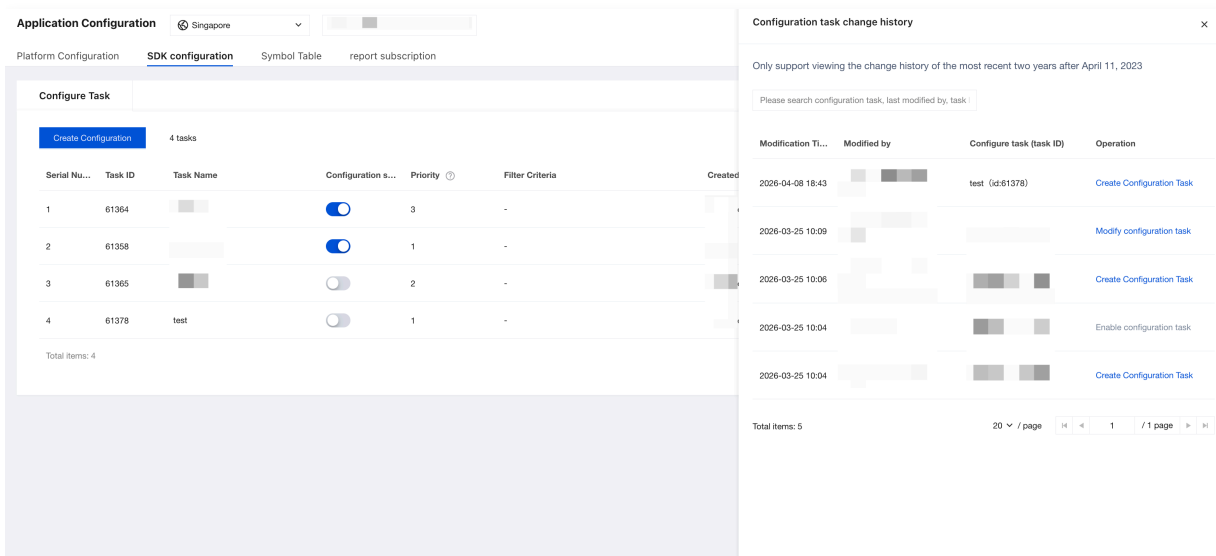 Application Configuration
Singapore
Platform Configuration SDK configuration Symbol Table report subscription
Configure Task
Create Configuration 4 tasks
Serial Nu... Task ID Task Name Configuration s... Priority Filter Criteria Created
1 61364 3 -
2 61358 1 -
3 61365 2 -
4 61378 test 1 -
Total items: 4
Configuration task change history
Only support viewing the change history of the most recent two years after April 11, 2023
Please search configuration task, last modified by, task
Modification Ti... Modified by Configure task (task ID) Operation
2026-04-08 18:43 test（id:61378） Create Configuration Task
2026-03-25 10:09 Modify configuration task
2026-03-25 10:06 Create Configuration Task
2026-03-25 10:04 Enable configuration task
2026-03-25 10:04 Create Configuration Task
Total items: 5 20 / page 1 / 1 page